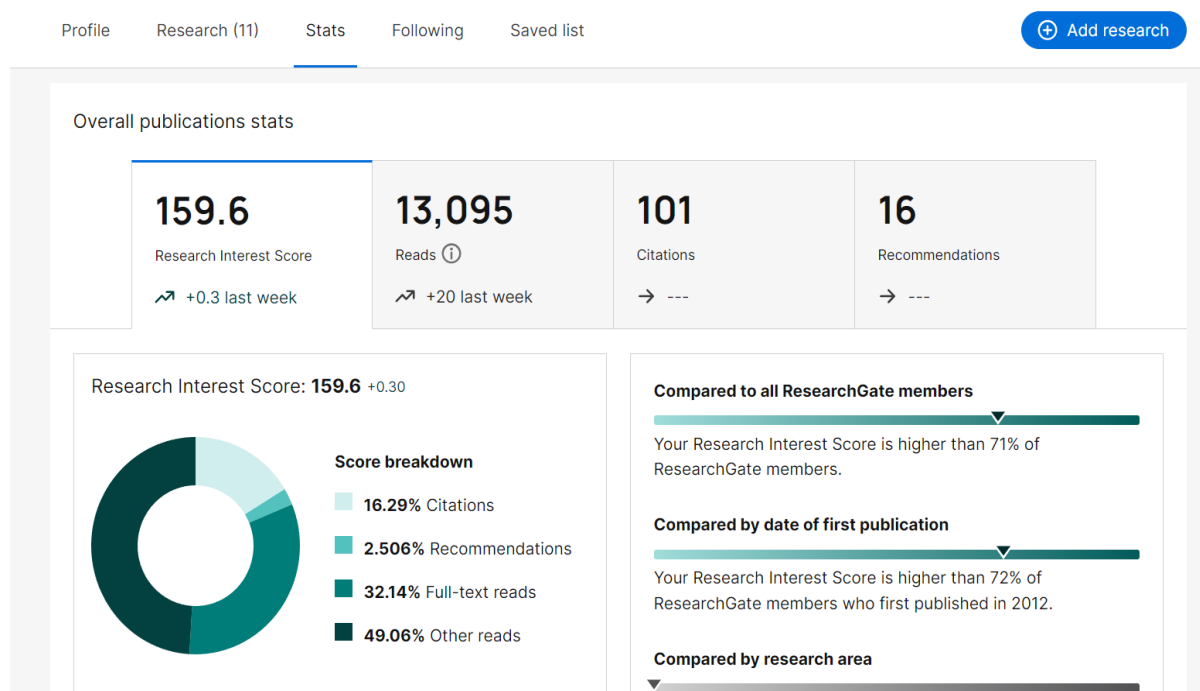 Profile
Research (11)
Stats
Following
Saved list
Add research
Overall publications stats
159.6
Research Interest Score
+0.3 last week
13,095
Reads
+20 last week
101
Citations
---
16
Recommendations
---
Research Interest Score: 159.6 +0.30
Score breakdown
16.29% Citations
2.506% Recommendations
32.14% Full-text reads
49.06% Other reads
Compared to all ResearchGate members
Your Research Interest Score is higher than 71% of
ResearchGate members.
Compared by date of first publication
Your Research Interest Score is higher than 72% of
ResearchGate members who first published in 2012.
Compared by research area